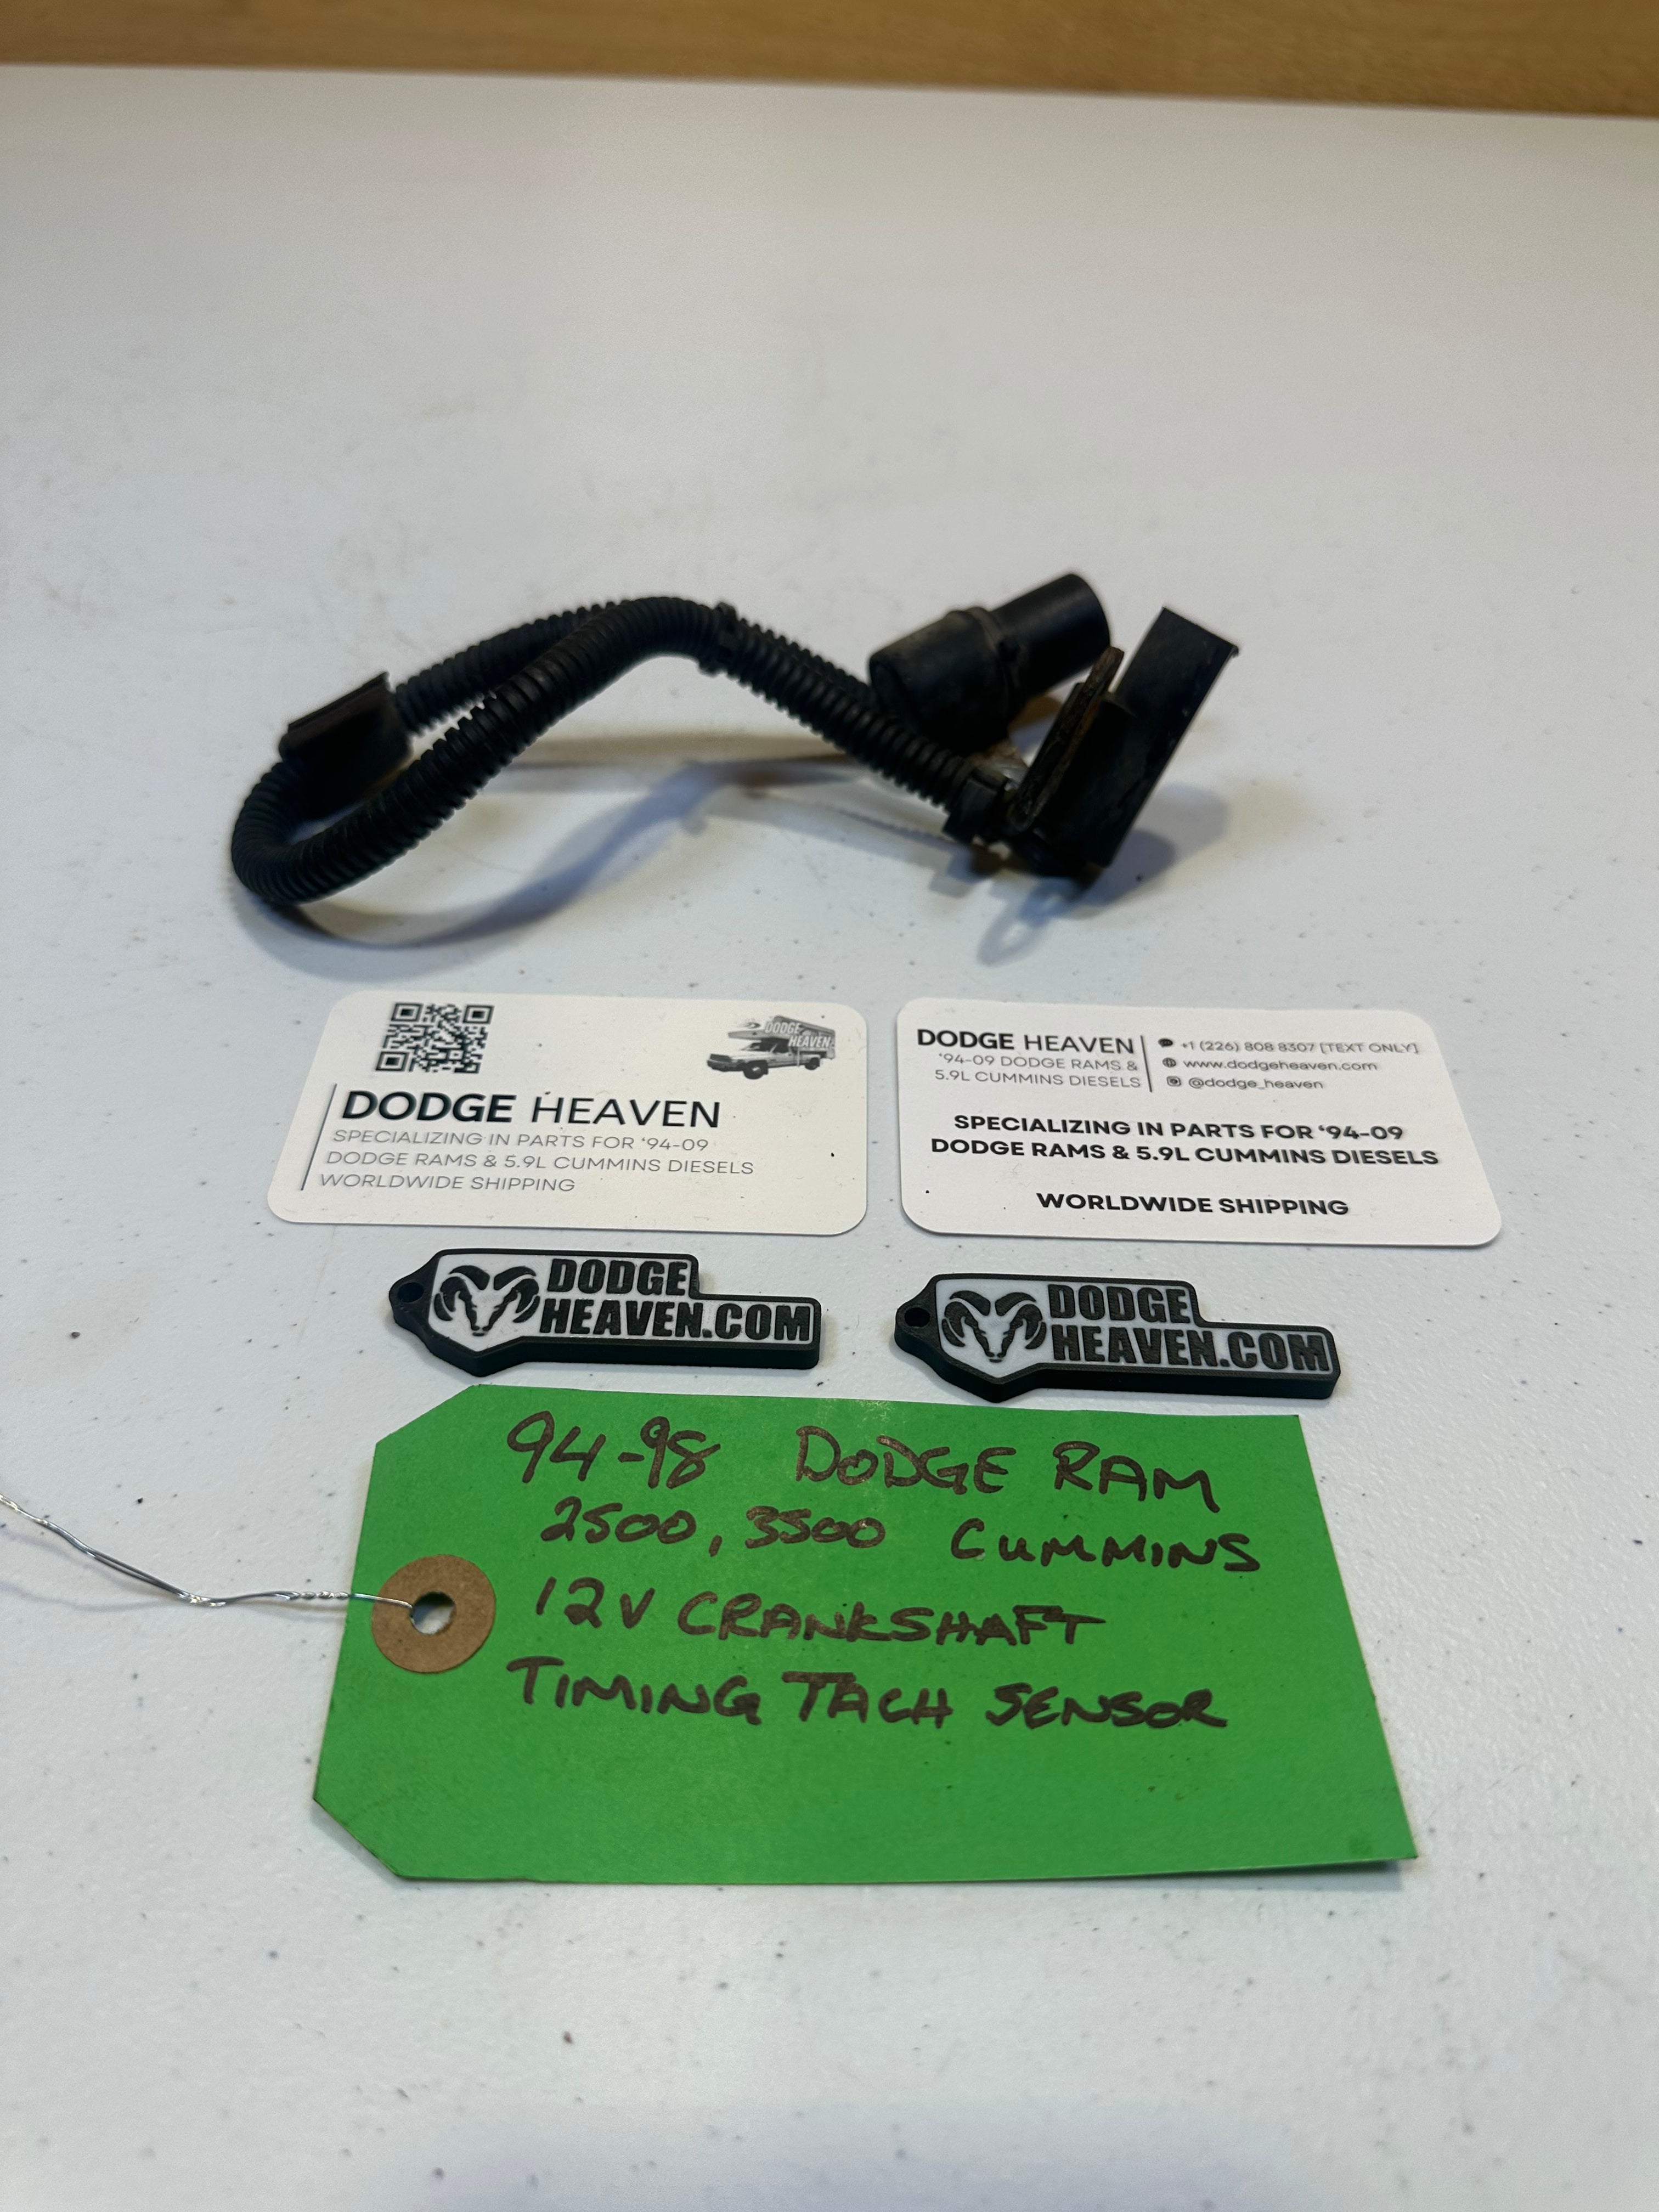 DODGE
HEAVEN
DODGE HEAVEN
SPECIALIZING IN PARTS FOR ‘94-09
DODGE RAMS & 5.9L CUMMINS DIESELS
WORLDWIDE SHIPPING
DODGE HEAVEN
‘94-09 DODGE RAMS &
5.9L CUMMINS DIESELS
+1 (226) 808 8307 [TEXT ONLY]
www.dodgeheaven.com
@dodge_heaven
SPECIALIZING IN PARTS FOR ‘94-09
DODGE RAMS & 5.9L CUMMINS DIESELS
WORLDWIDE SHIPPING
DODGE
HEAVEN.COM
DODGE
HEAVEN.COM
94-98 DODGE RAM
2500, 3500 CUMMINS
12V CRANKSHAFT
TIMING TACH SENSOR